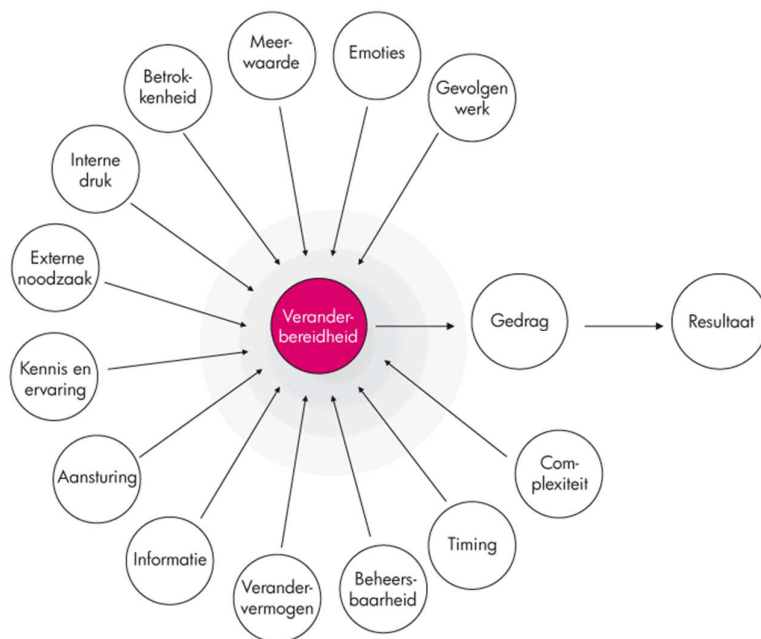 Meer-
waarde
Emoties
Gevolgen
werk
Betrok-
kenheid
Interne
druk
Externe
noodzaak
Kennis en
ervaring
Aansturing
Informatie
Verander-
vermogen
Beheers-
baarheid
Timing
Com-
plexiteit
Verander-
bereidheid
Gedrag
Resultaat